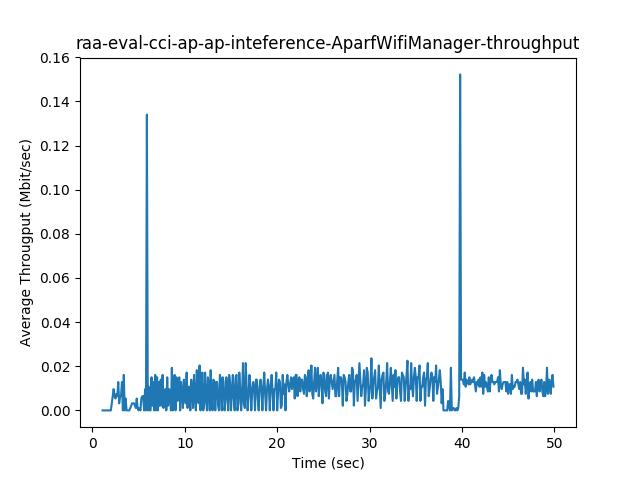 raa-eval-cci-ap-ap-inteference-AparfWifiManager-throughput
0.16
0.14
0.12
0.10
0.08
0.06
0.04
0.02
0.00
Average Througput (Mbit/sec)
0 10 20 30 40 50
Time (sec)